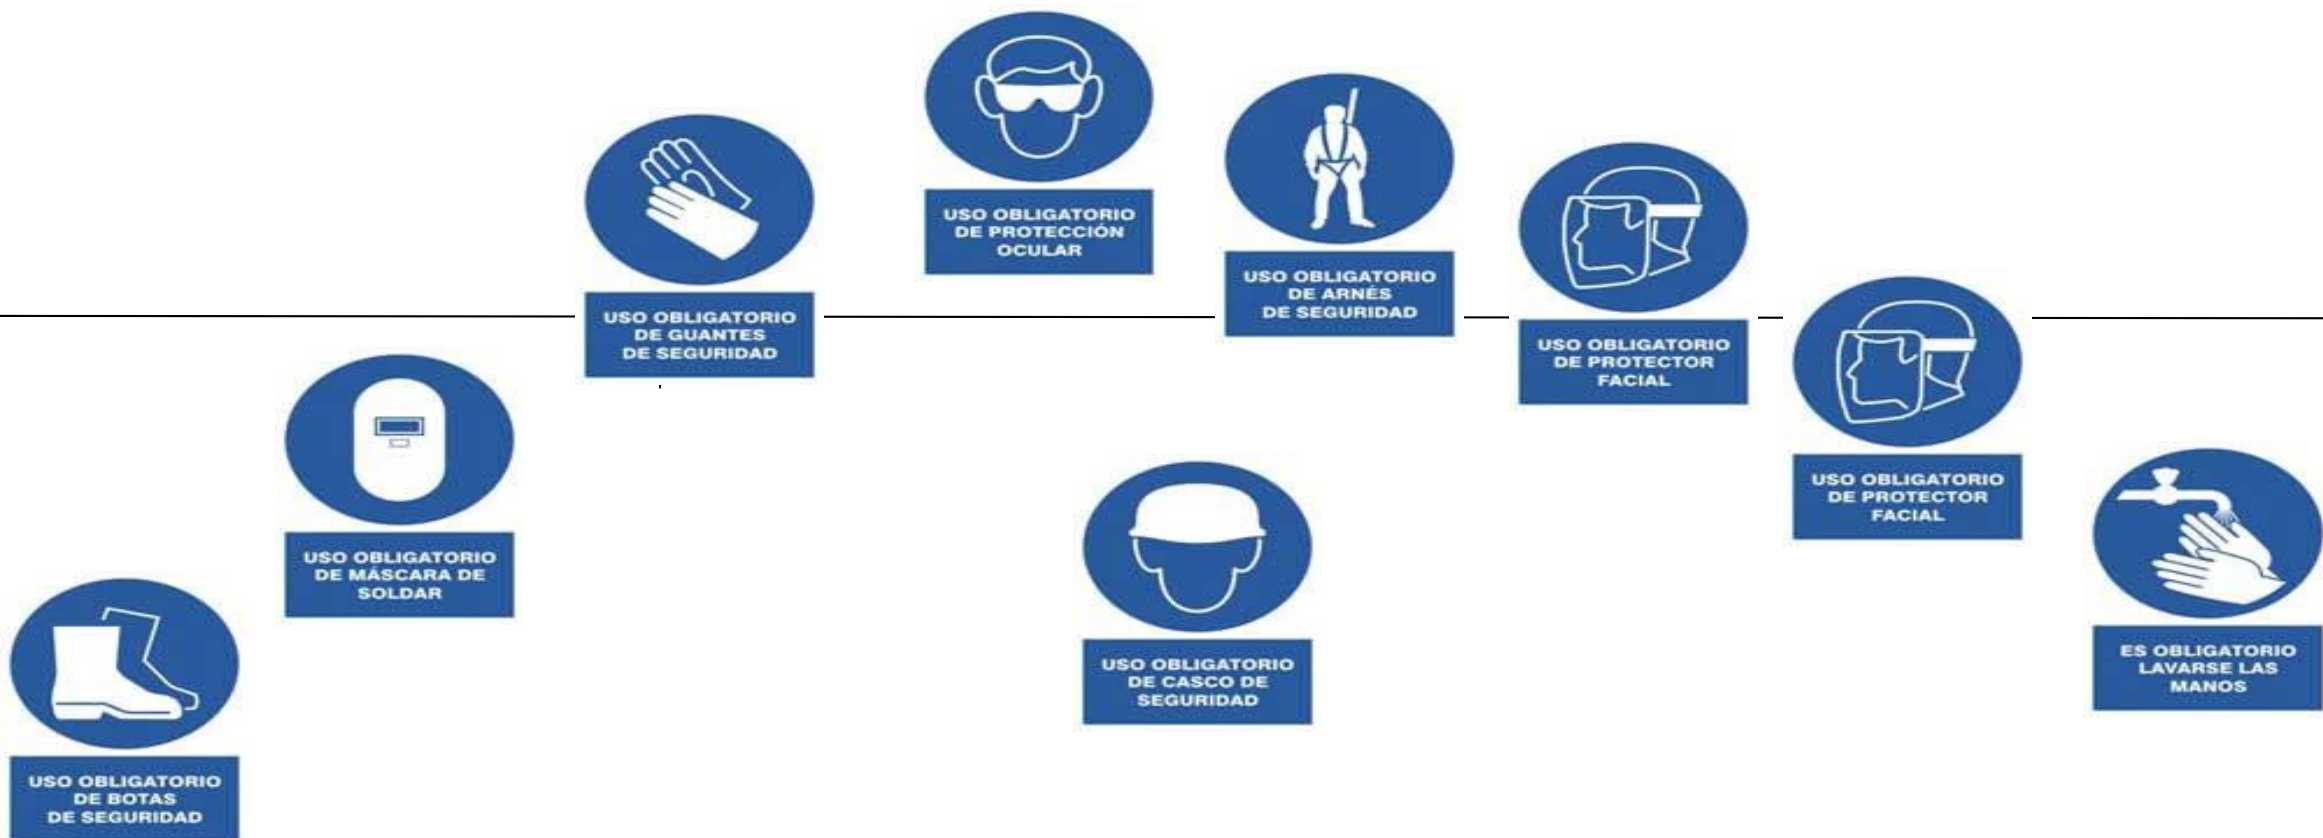 USO OBLIGATORIO
DE PROTECCIÓN
OCULAR
USO OBLIGATORIO
DE ARNÉS
DE SEGURIDAD
USO OBLIGATORIO
DE GUANTES
DE SEGURIDAD
USO OBLIGATORIO
DE PROTECTOR
FACIAL
USO OBLIGATORIO
DE PROTECTOR
FACIAL
USO OBLIGATORIO
DE MÁSCARA DE
SOLDAR
USO OBLIGATORIO
DE CASCO DE
SEGURIDAD
ES OBLIGATORIO
LAVARSE LAS
MANOS
USO OBLIGATORIO
DE BOTAS
DE SEGURIDAD